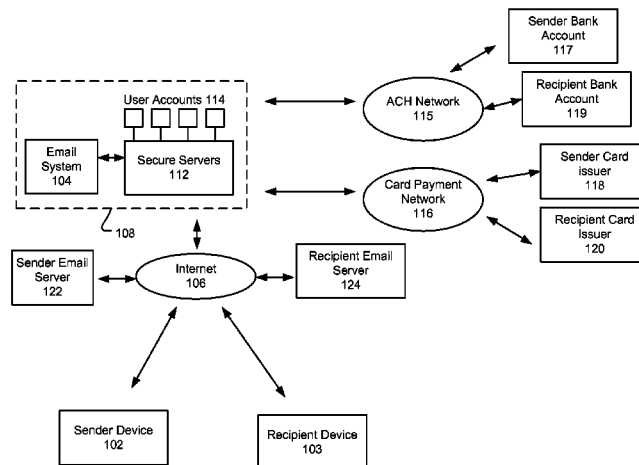 Sender Bank
Account
117
User Accounts 114
ACH Network
115
Recipient Bank
Account
119
Email
System
104
Secure Servers
112
Sender Card
issuer
118
Card Payment
Network
116
Recipient Card
Issuer
120
108
Sender Email
Server
122
Internet
106
Recipient Email
Server
124
Sender Device
102
Recipient Device
103